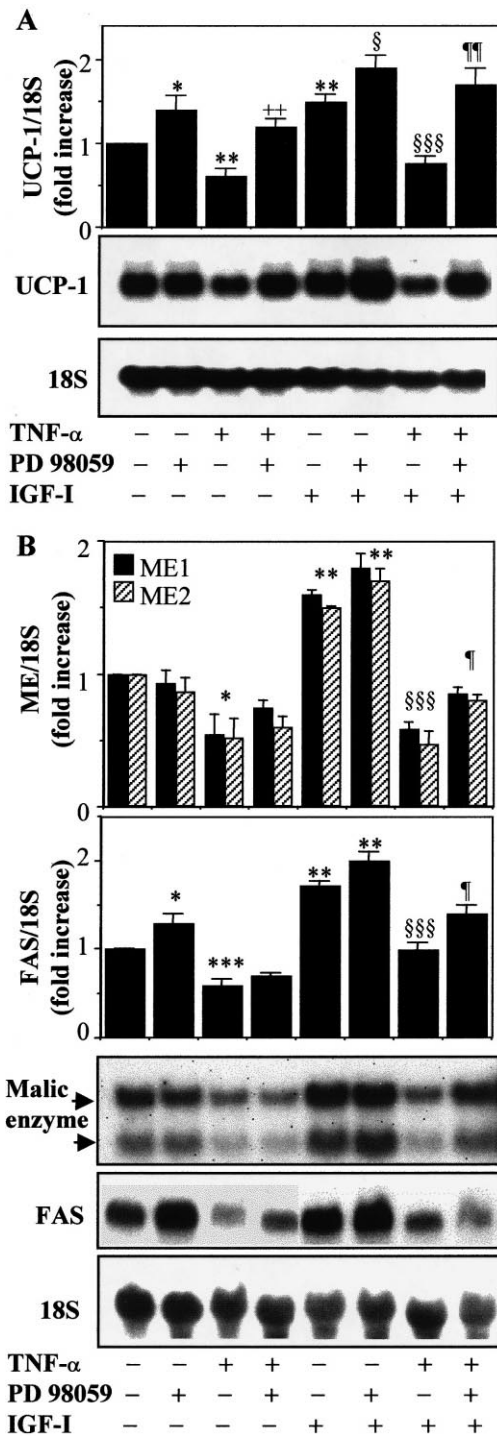 A
UCP-1/18S
(fold increase)
2
1
0
*
**
++
**
§
§§§
¶¶
UCP-1
18S
TNF-α – – + + – – + +
PD 98059 – + – + – + – +
IGF-I – – – – + + + +
B
ME1
ME2
ME/18S
(fold increase)
2
1
0
*
**
**
§§§
¶
FAS/18S
(fold increase)
2
1
0
*
***
**
**
§§§
¶
Malic
enzyme
FAS
18S
TNF-α – – + + – – + +
PD 98059 – + – + – + – +
IGF-I – – – – + + + +